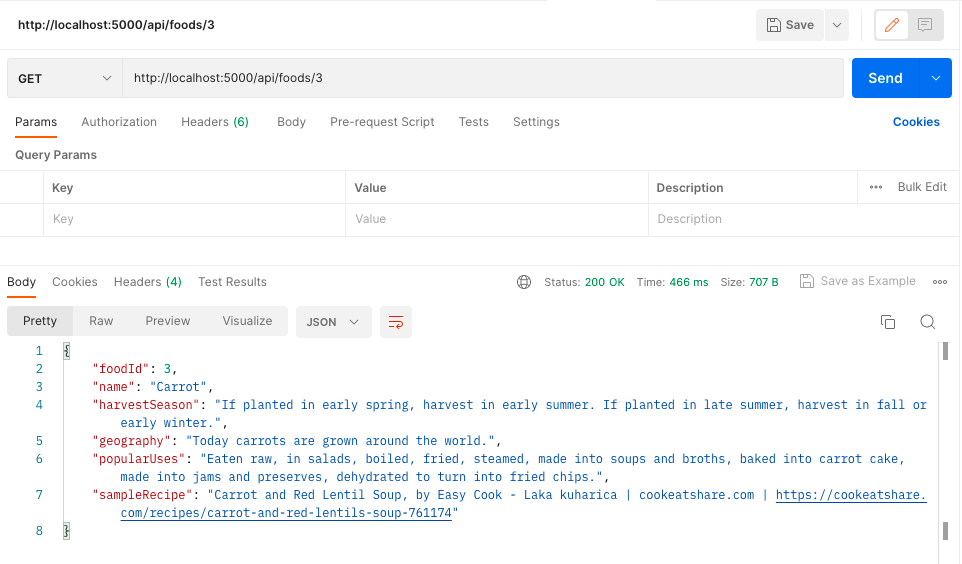 http://localhost:5000/api/foods/3 Save
GET http://localhost:5000/api/foods/3 Send
Params Authorization Headers (6) Body Pre-request Script Tests Settings Cookies
Query Params
Key Value Description ••• Bulk Edit
Key Value Description
Body Cookies Headers (4) Test Results Status: 200 OK Time: 466 ms Size: 707 B Save as Example
Pretty Raw Preview Visualize JSON
1 {
2 "foodId": 3,
3 "name": "Carrot",
4 "harvestSeason": "If planted in early spring, harvest in early summer. If planted in late summer, harvest in fall or
early winter.",
5 "geography": "Today carrots are grown around the world.",
6 "popularUses": "Eaten raw, in salads, boiled, fried, steamed, made into soups and broths, baked into carrot cake,
made into jams and preserves, dehydrated to turn into fried chips.",
7 "sampleRecipe": "Carrot and Red Lentil Soup, by Easy Cook - Laka kuharica | cookeatshare.com | https://cookeatshare.
com/recipes/carrot-and-red-lentils-soup-761174"
8 }